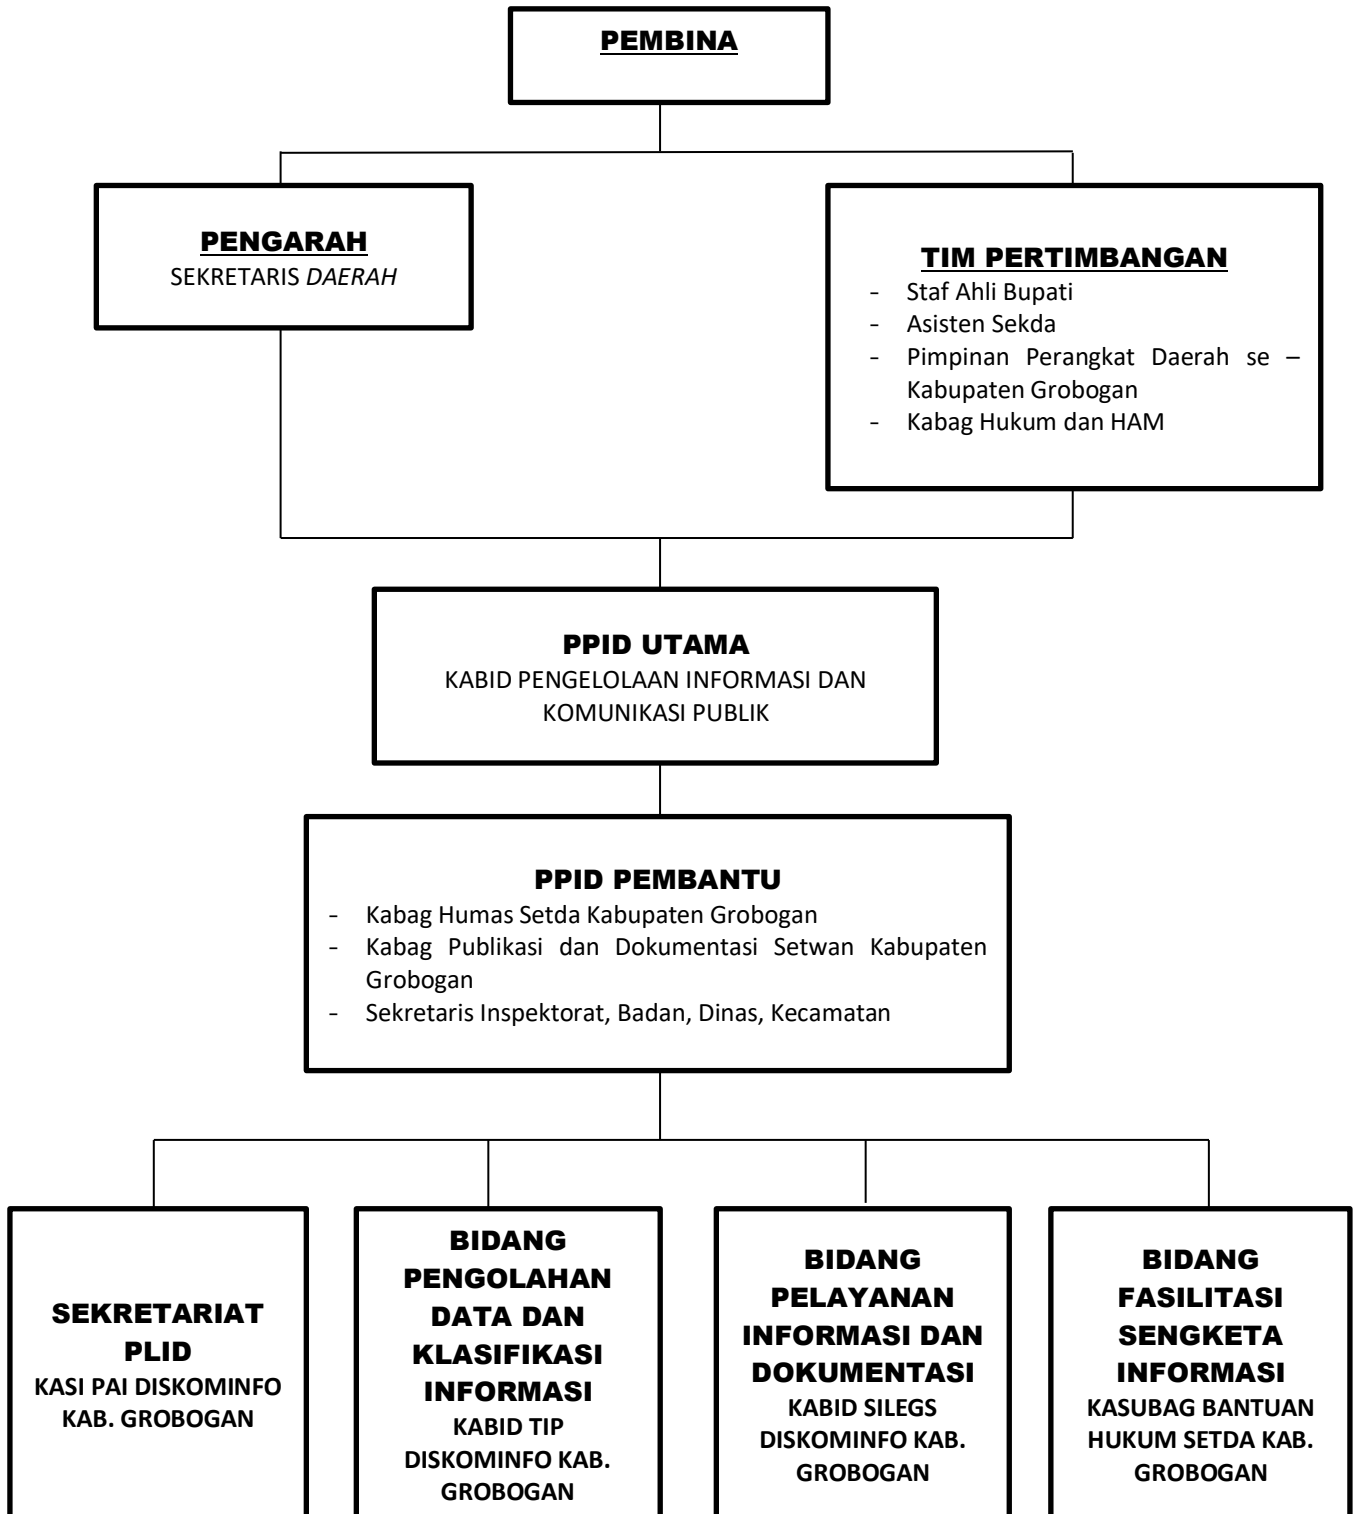 PEMBINA
PENGARAH
SEKRETARIS DAERAH
TIM PERTIMBANGAN
- Staf Ahli Bupati
- Asisten Sekda
- Pimpinan Perangkat Daerah se –
Kabupaten Grobogan
- Kabag Hukum dan HAM
PPID UTAMA
KABID PENGELOLAAN INFORMASI DAN
KOMUNIKASI PUBLIK
PPID PEMBANTU
- Kabag Humas Setda Kabupaten Grobogan
- Kabag Publikasi dan Dokumentasi Setwan Kabupaten
Grobogan
- Sekretaris Inspektorat, Badan, Dinas, Kecamatan
SEKRETARIAT
PLID
KASI PAI DISKOMINFO
KAB. GROBOGAN
BIDANG
PENGOLAHAN
DATA DAN
KLASIFIKASI
INFORMASI
KABID TIP
DISKOMINFO KAB.
GROBOGAN
BIDANG
PELAYANAN
INFORMASI DAN
DOKUMENTASI
KABID SILEGS
DISKOMINFO KAB.
GROBOGAN
BIDANG
FASILITASI
SENGKETA
INFORMASI
KASUBAG BANTUAN
HUKUM SETDA KAB.
GROBOGAN